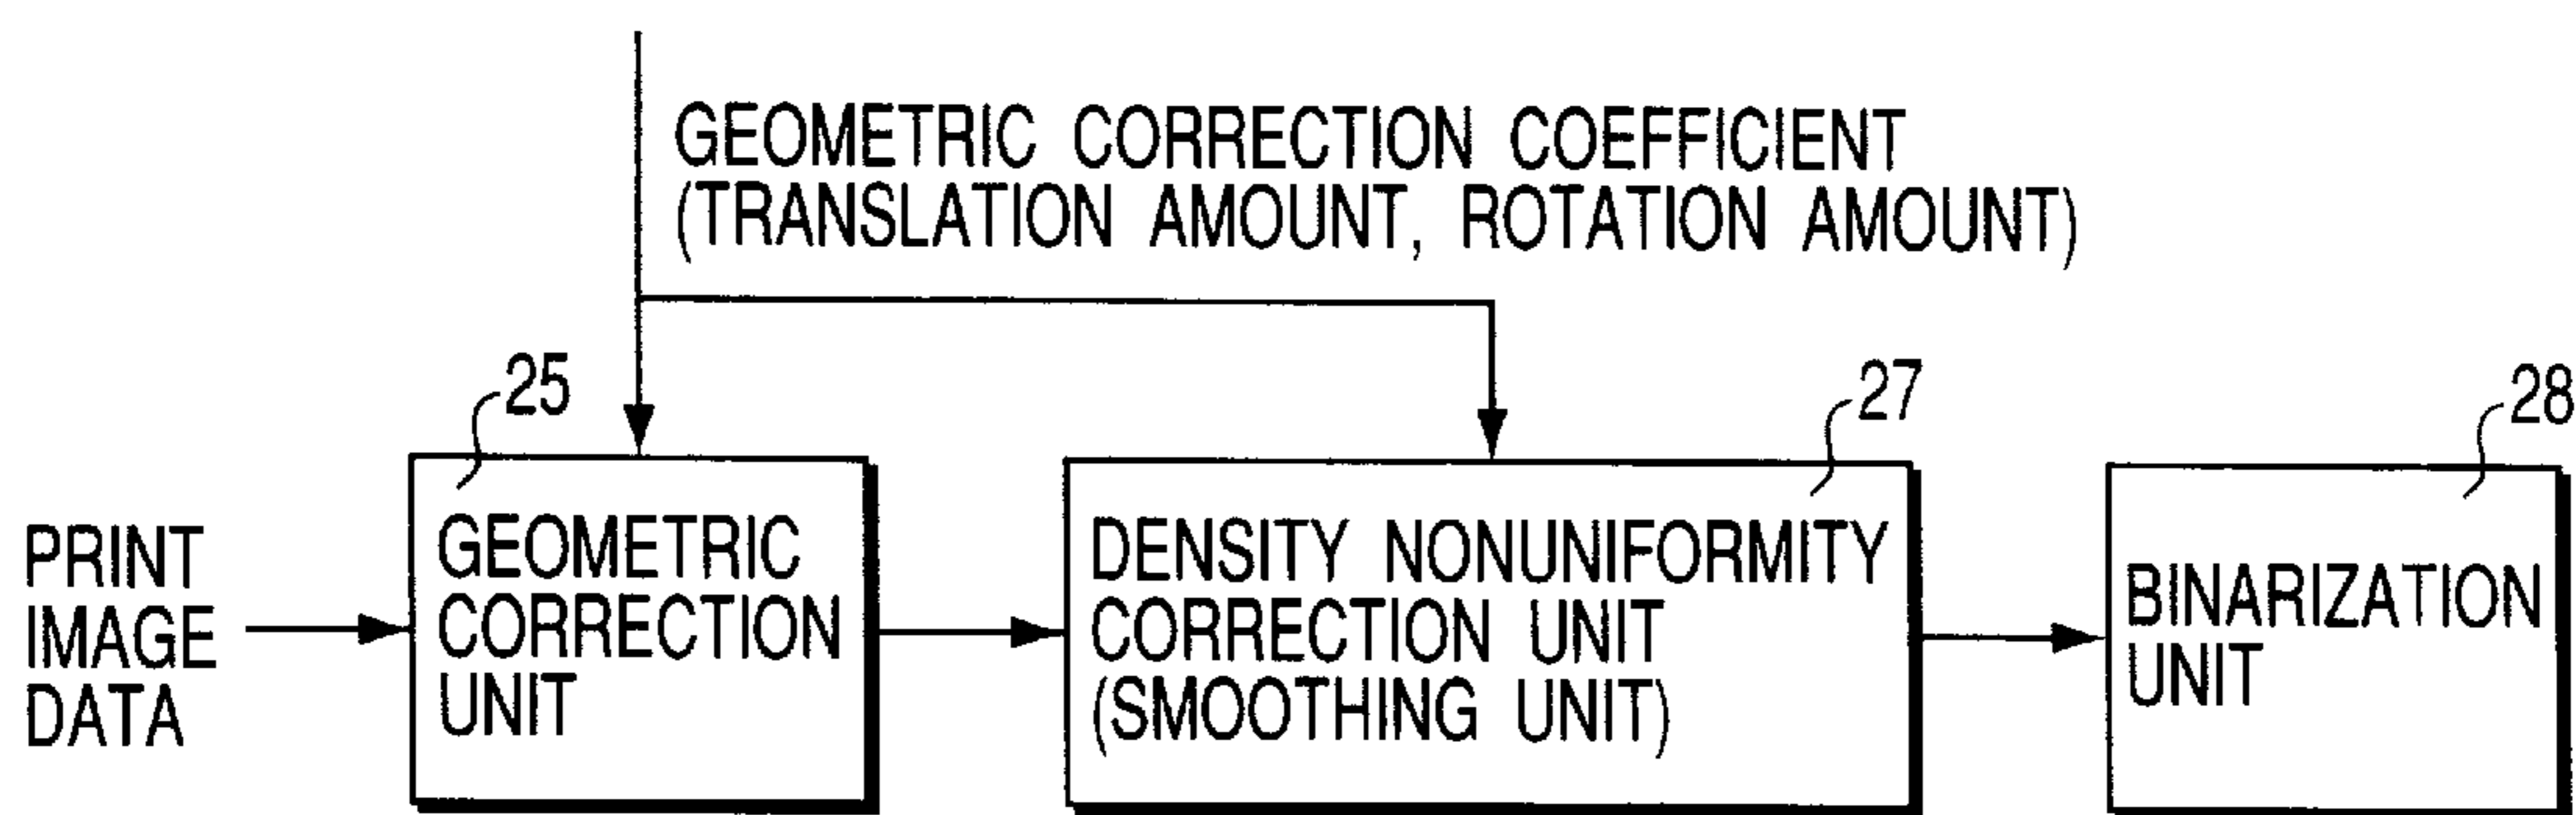 GEOMETRIC CORRECTION COEFFICIENT
(TRANSLATION AMOUNT, ROTATION AMOUNT)
25
27
28
PRINT
IMAGE
DATA
GEOMETRIC
CORRECTION
UNIT
DENSITY NONUNIFORMITY
CORRECTION UNIT
(SMOOTHING UNIT)
BINARIZATION
UNIT